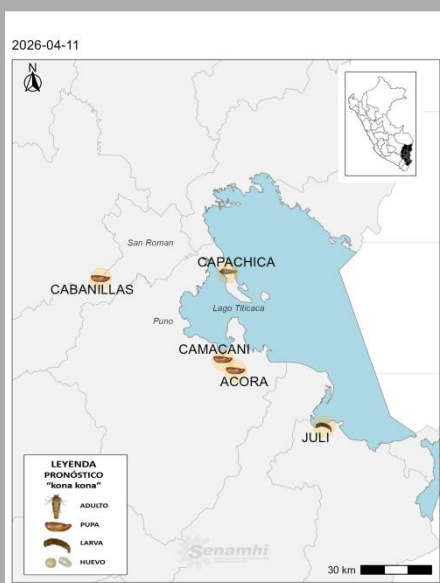 2026-04-11
N
San Roman
CAPACHICA
CABANILLAS
Lago Titicaca
Puno
CAMACANI
ACORA
JULI
LEYENDA
PRONÓSTICO
"kona kona"
ADULTO
PUPA
LARVA
HUEVO
Senamhi
30 km